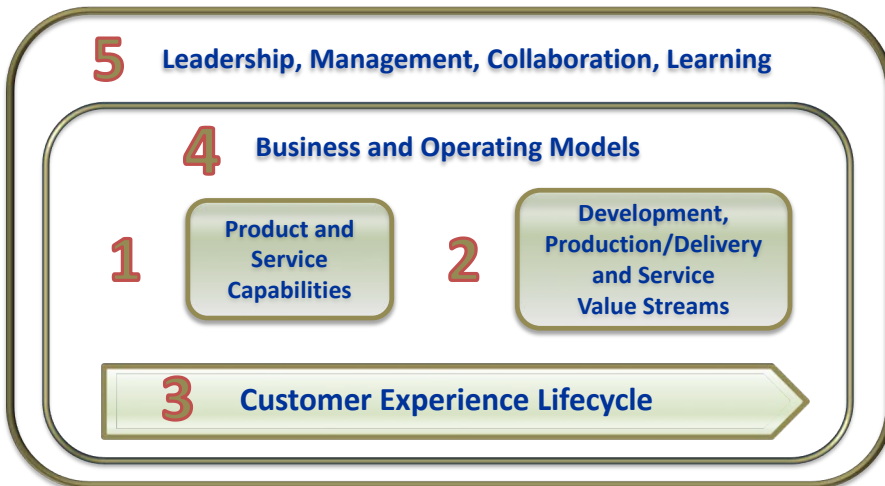 5 Leadership, Management, Collaboration, Learning
4 Business and Operating Models
1
Product and
Service
Capabilities
2
Development,
Production/Delivery
and Service
Value Streams
3 Customer Experience Lifecycle